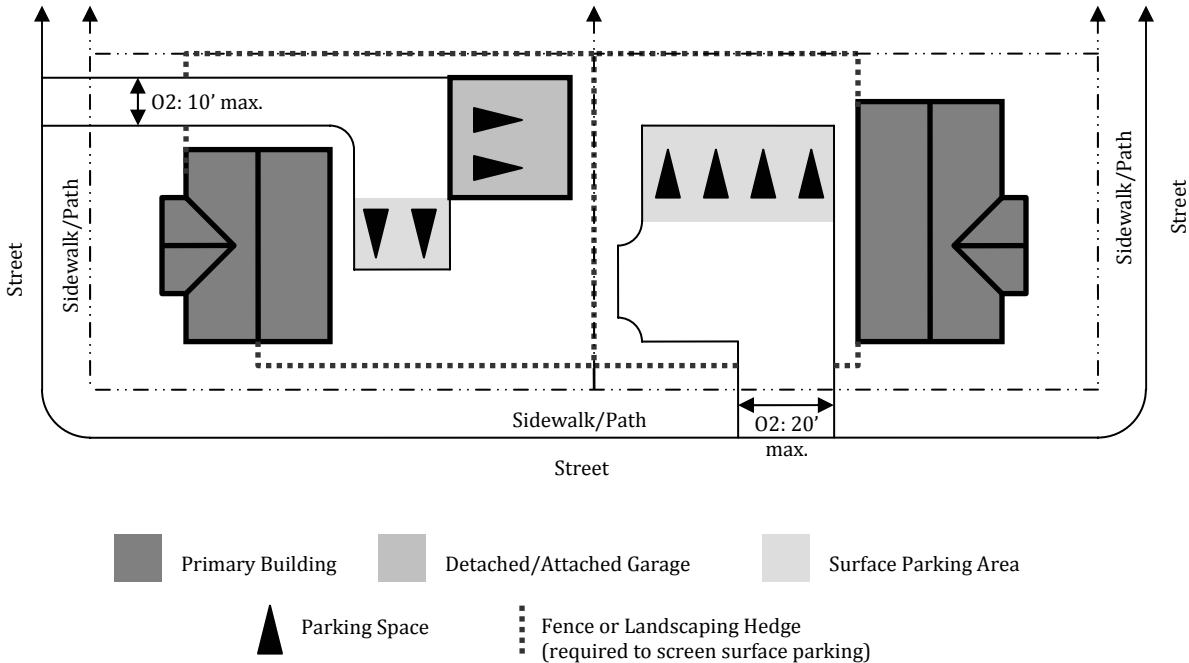 O2: 10’ max.
Street
Sidewalk/Path
Sidewalk/Path
Street
Sidewalk/Path
O2: 20’
max.
Street
Primary Building
Detached/Attached Garage
Surface Parking Area
Parking Space
Fence or Landscaping Hedge
(required to screen surface parking)